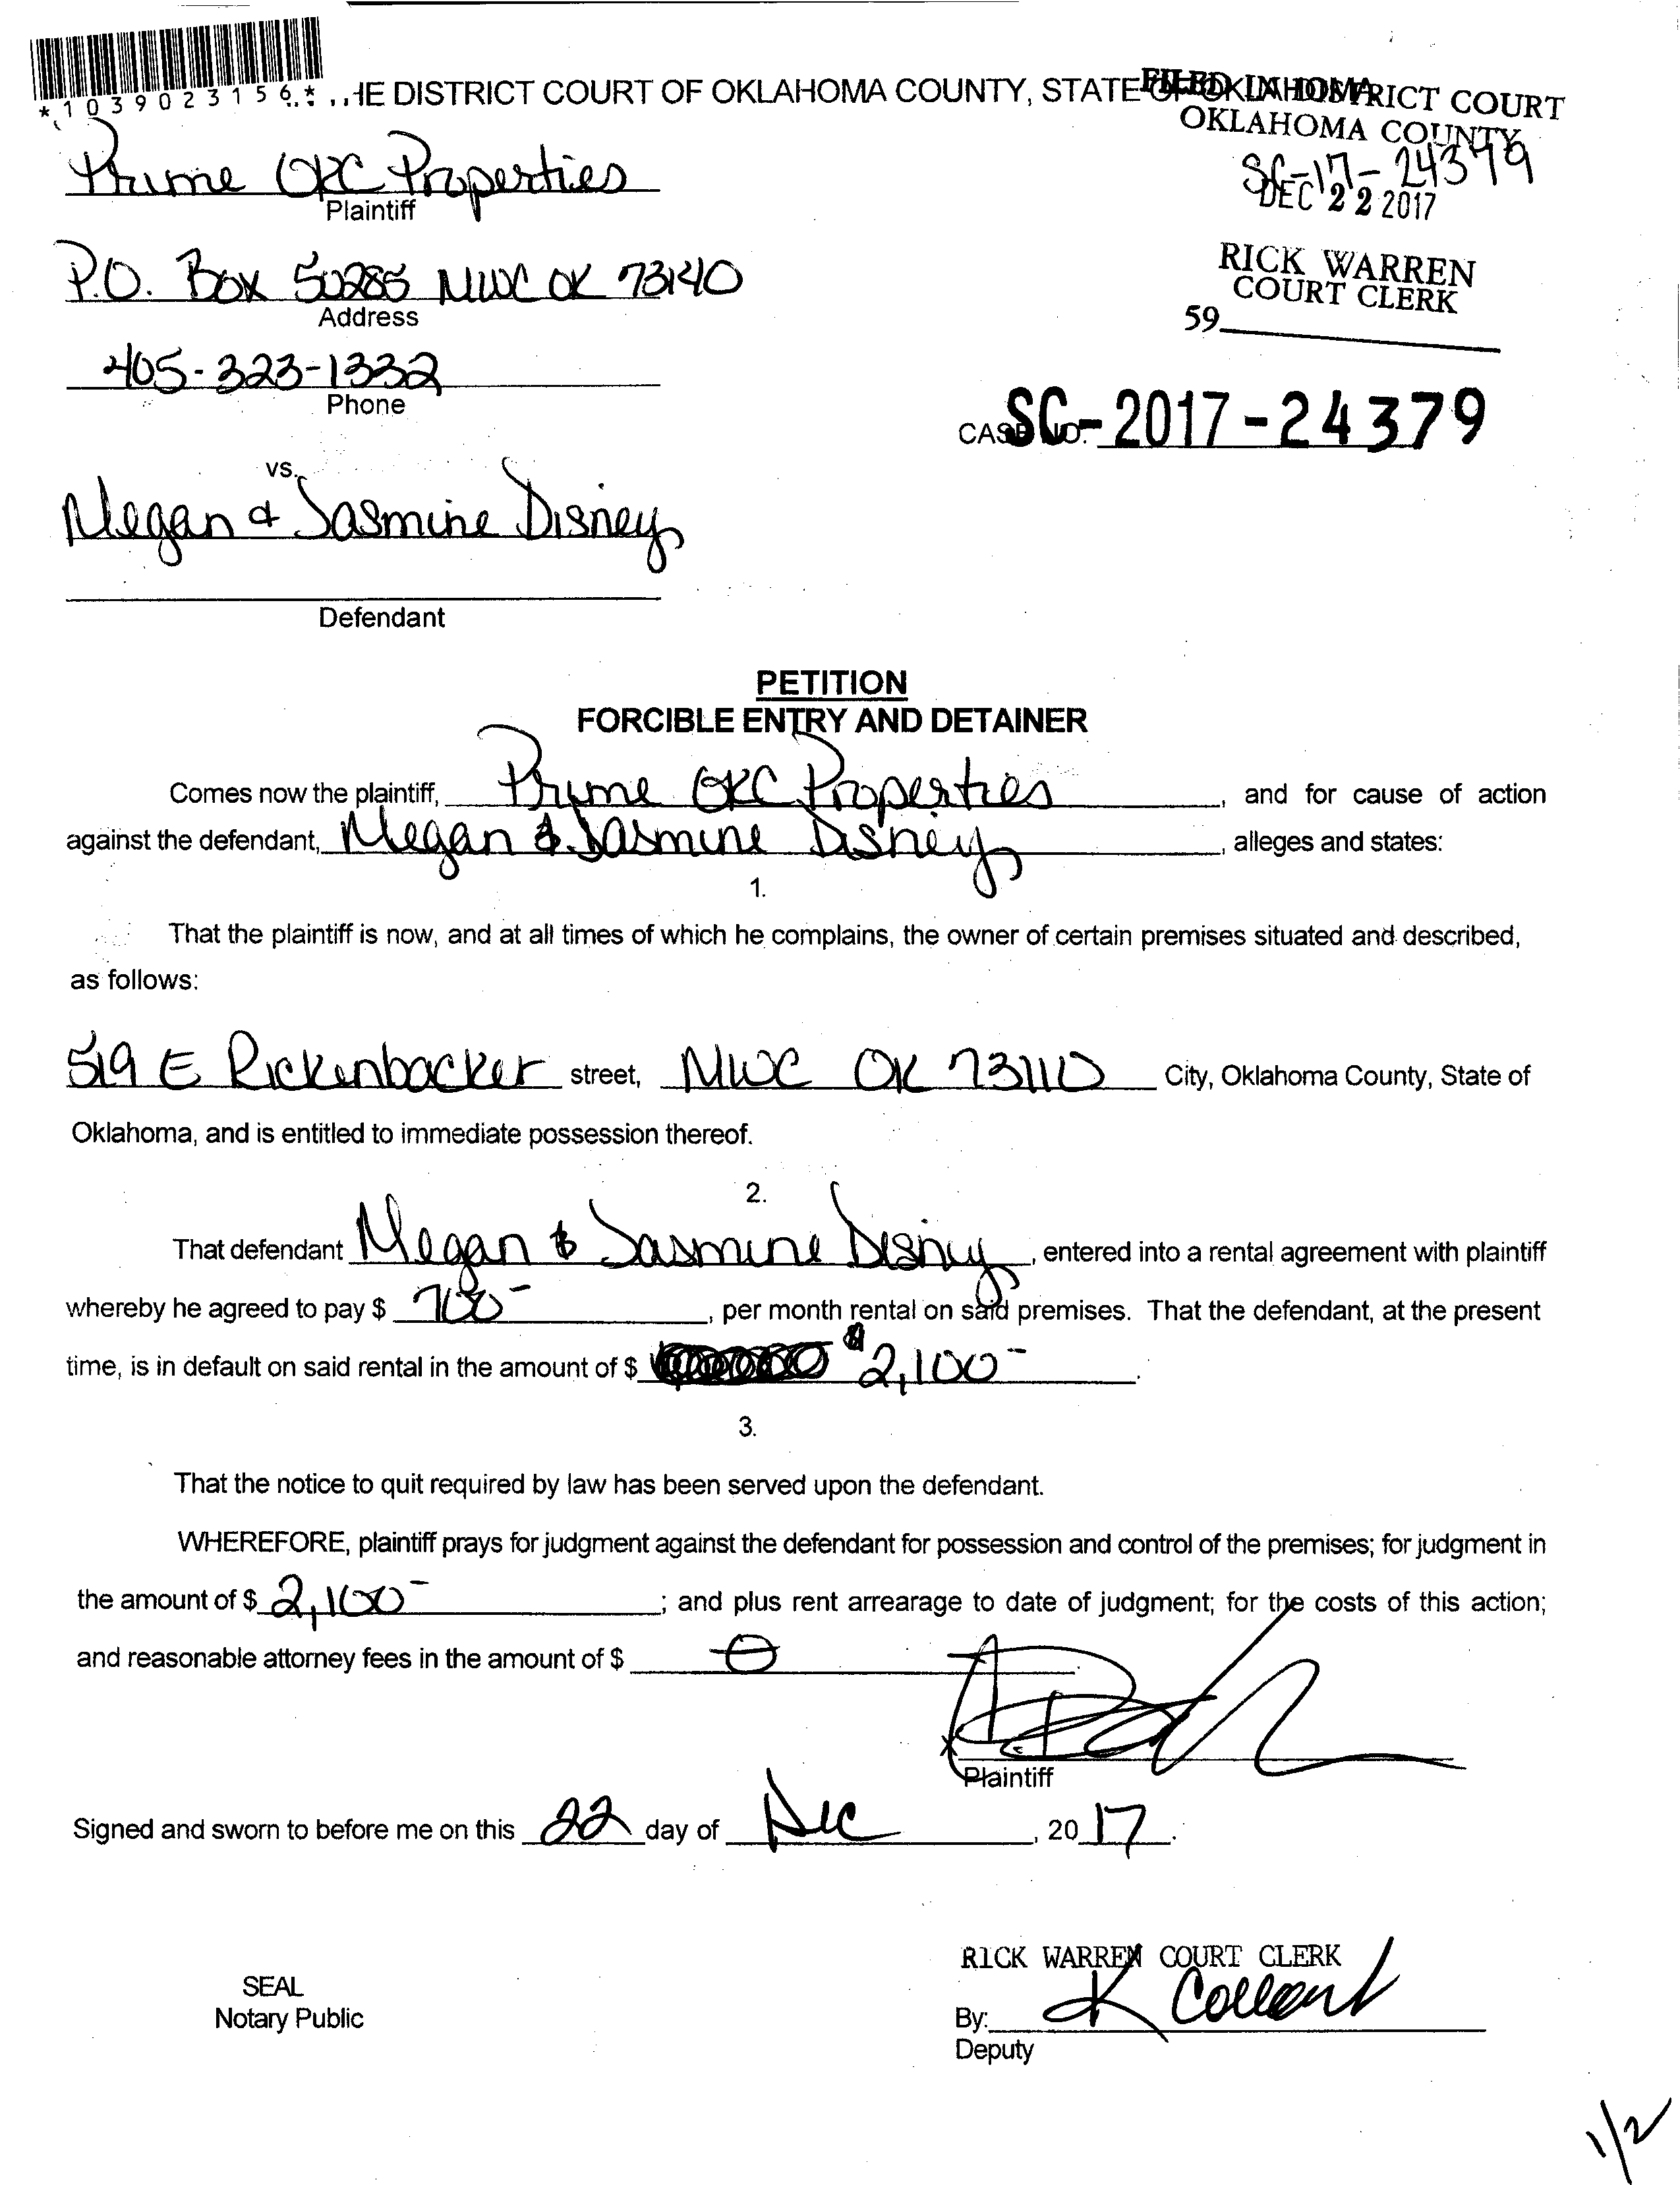 *1039023156*
HE DISTRICT COURT OF OKLAHOMA COUNTY, STATE OF OKLAHOMA
FILED IN DISTRICT COURT
OKLAHOMA COUNTY
SC-17-24379
DEC 22 2017
Prime OKC Properties
Plaintiff
P.O. Box 50285 MWC OK 73140
Address
RICK WARREN
COURT CLERK
59
405-323-1332
Phone
CASE NO. SC-2017-24379
vs.
Megan & Jasmine Disney
Defendant
PETITION
FORCIBLE ENTRY AND DETAINER
Comes now the plaintiff, Prime OKC Properties, and for cause of action
against the defendant, Megan & Jasmine Disney, alleges and states:
1.
That the plaintiff is now, and at all times of which he complains, the owner of certain premises situated and described,
as follows:
519 E Rickenbacker street, MWC OK 73110 City, Oklahoma County, State of
Oklahoma, and is entitled to immediate possession thereof.
2.
That defendant Megan & Jasmine Disney, entered into a rental agreement with plaintiff
whereby he agreed to pay $ 700-, per month rental on said premises. That the defendant, at the present
time, is in default on said rental in the amount of $ $2,100-.
3.
That the notice to quit required by law has been served upon the defendant.
WHEREFORE, plaintiff prays for judgment against the defendant for possession and control of the premises; for judgment in
the amount of $ 2,100-; and plus rent arrearage to date of judgment; for the costs of this action;
and reasonable attorney fees in the amount of $ 0.
Plaintiff
Signed and sworn to before me on this 22 day of Dec, 2017.
RICK WARREN COURT CLERK
SEAL
Notary Public
By: K
Deputy
1/2